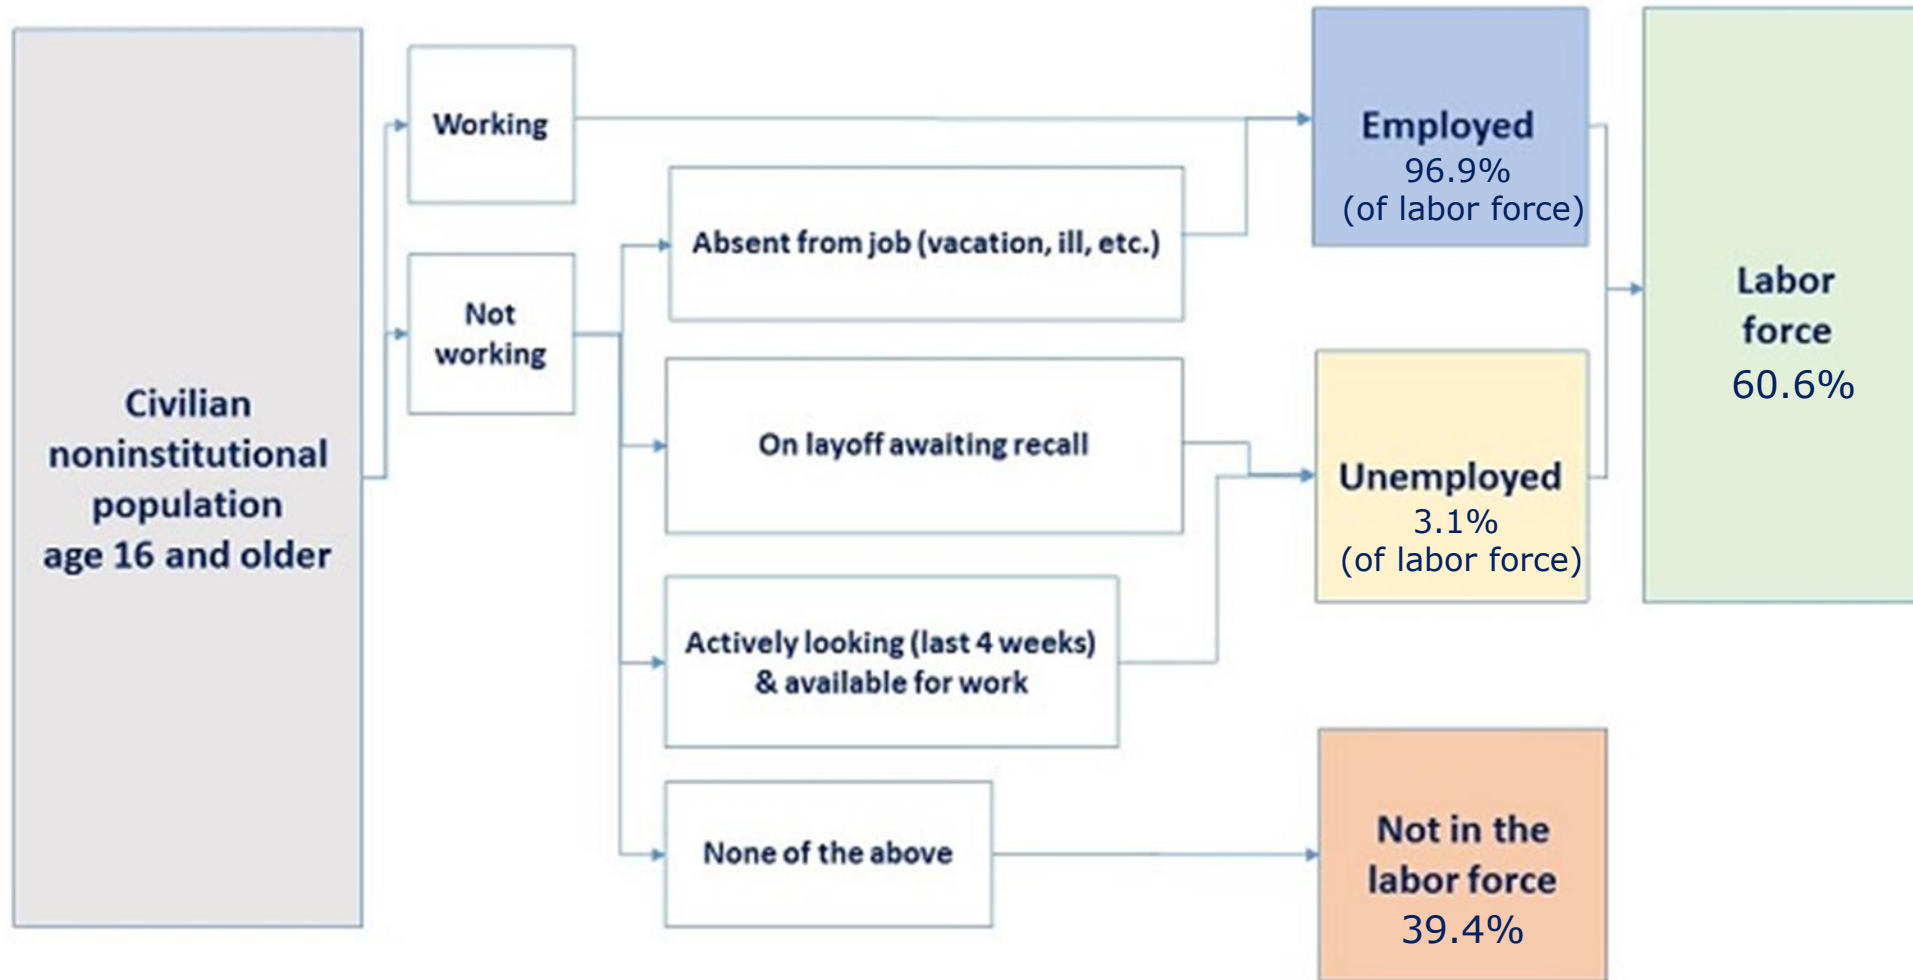 Civilian
noninstitutional
population
age 16 and older
Working
Not
working
Absent from job (vacation, ill, etc.)
On layoff awaiting recall
Actively looking (last 4 weeks)
& available for work
None of the above
Employed
96.9%
(of labor force)
Unemployed
3.1%
(of labor force)
Not in the
labor force
39.4%
Labor
force
60.6%